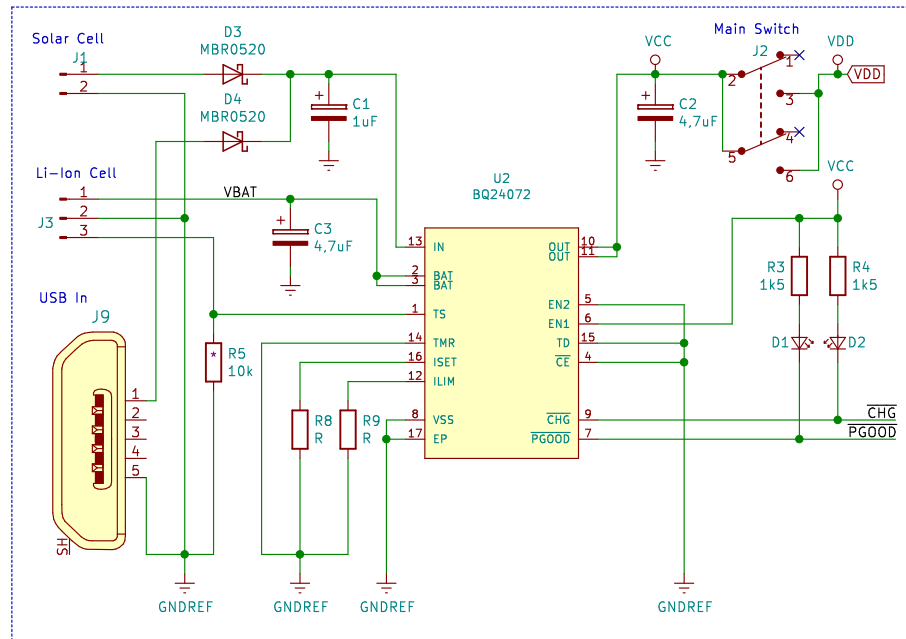 Solar Cell
J1
1
2
D3
MBR0520
D4
MBR0520
+
C1
1uF
Main Switch
VCC
J2
VDD
VDD
1
2
3
4
5
6
+
C2
4,7uF
Li-Ion Cell
J3
1
2
3
VBAT
+
C3
4,7uF
U2
BQ24072
VCC
13
IN
2
BAT
3
BAT
1
TS
14
TMR
16
ISET
12
ILIM
8
VSS
17
EP
OUT
10
OUT
11
EN2
5
EN1
6
TD
15
CE
4
CHG
9
PGOOD
7
R3
1k5
R4
1k5
D1
D2
CHG
PGOOD
USB In
J9
1
2
3
4
5
SH
*
R5
10k
R8
R
R9
R
GNDREF
GNDREF
GNDREF
GNDREF